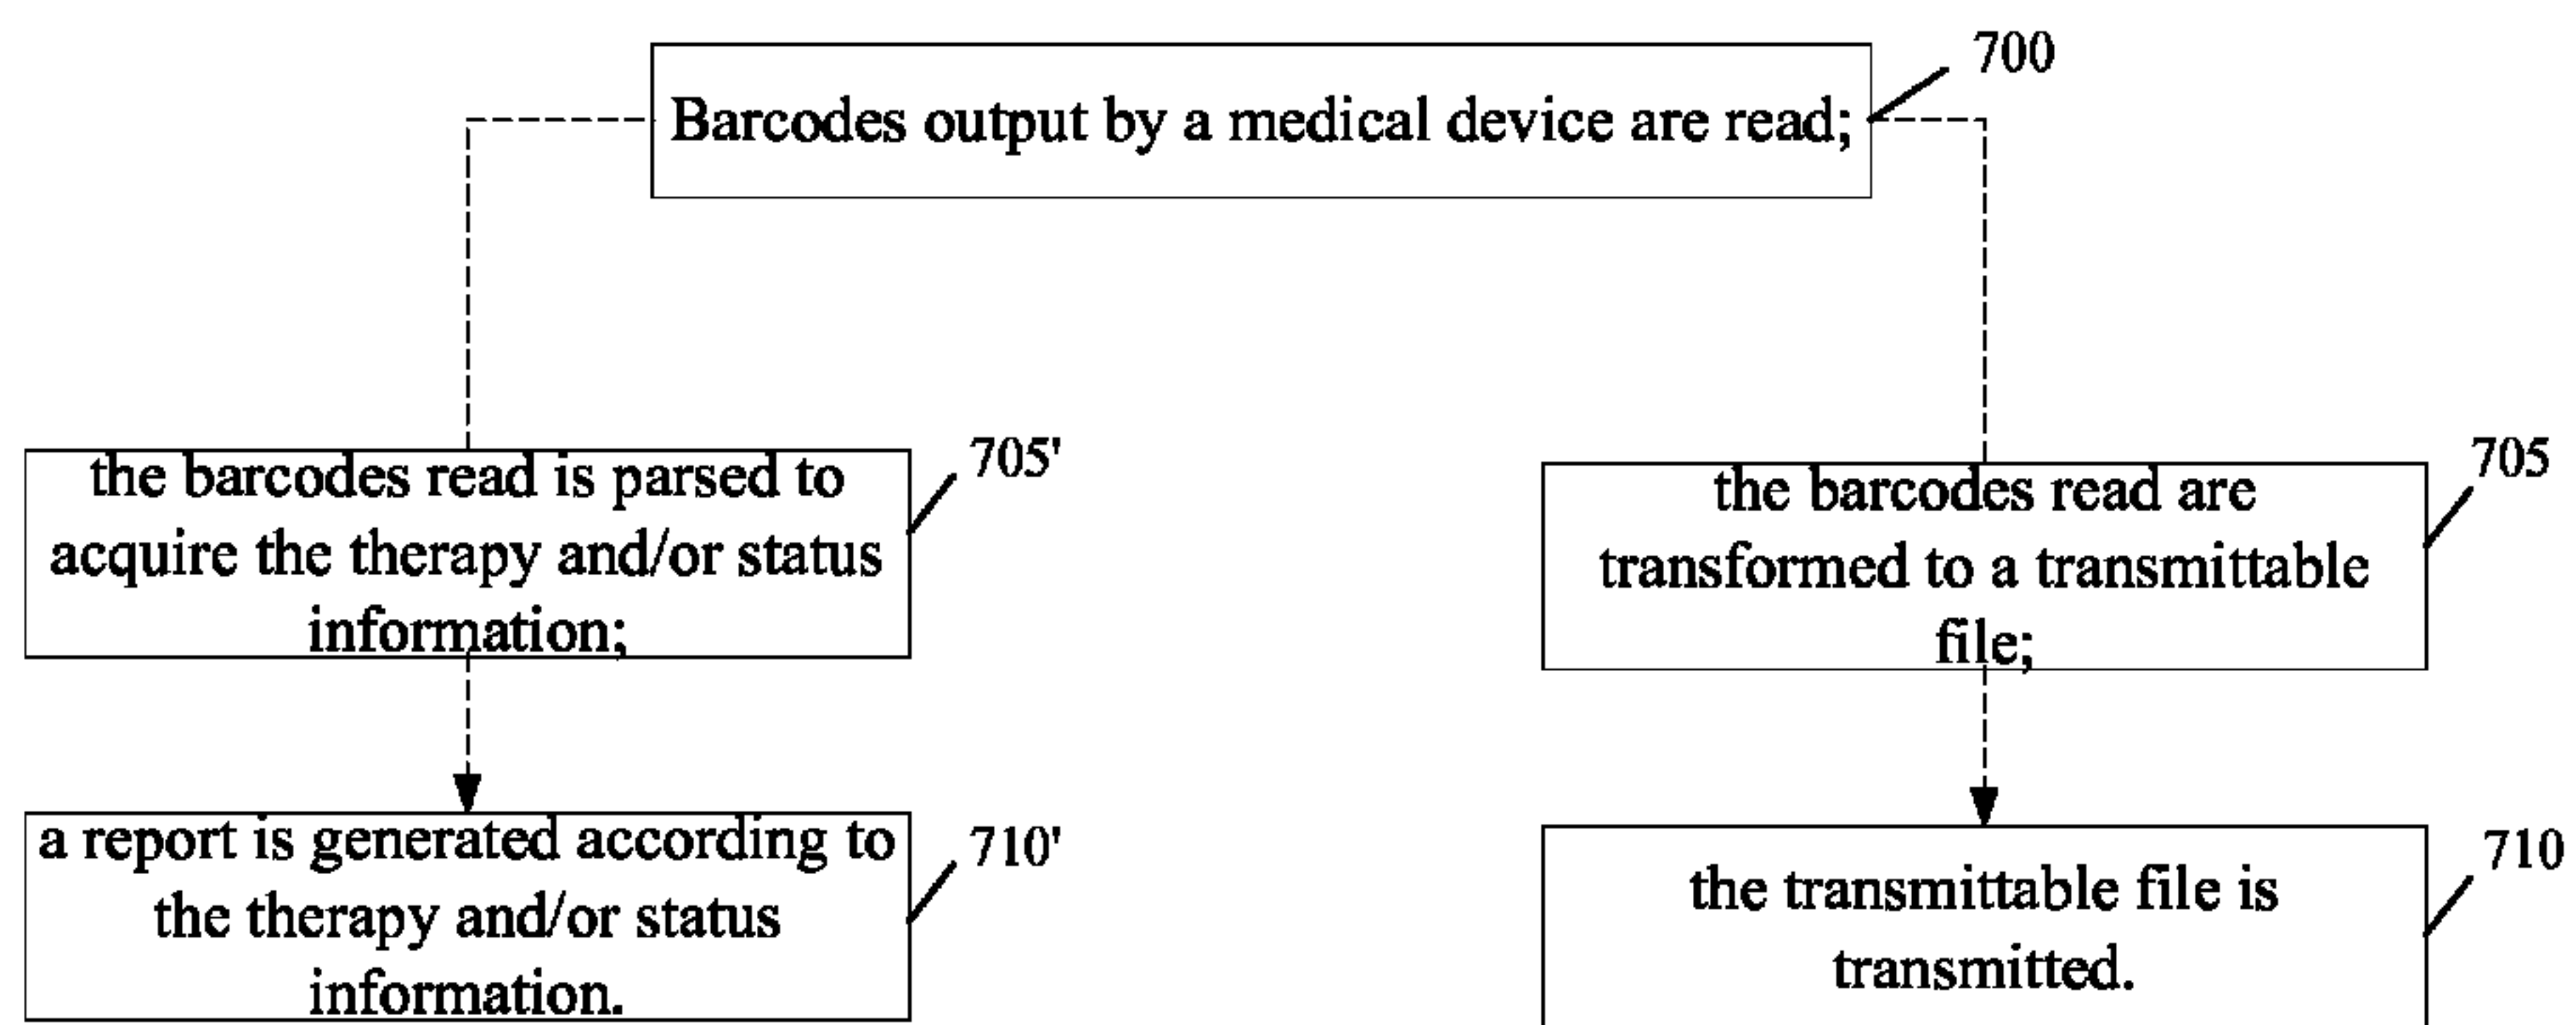 700
Barcodes output by a medical device are read;
705'
the barcodes read is parsed to
acquire the therapy and/or status
information;
705
the barcodes read are
transformed to a transmittable
file;
710'
a report is generated according to
the therapy and/or status
information.
710
the transmittable file is
transmitted.